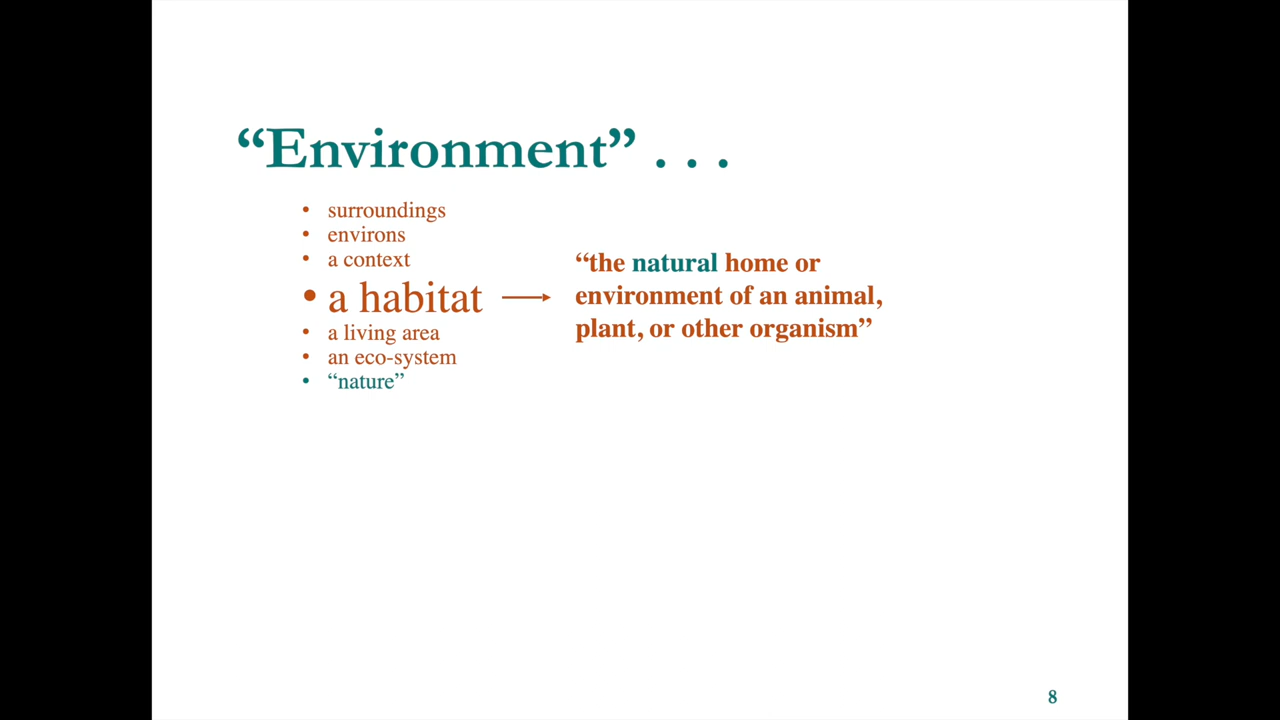 “Environment” . . .
• surroundings
• environs
• a context
• a habitat
“the natural home or
environment of an animal,
plant, or other organism”
• a living area
• an eco-system
• “nature”
8